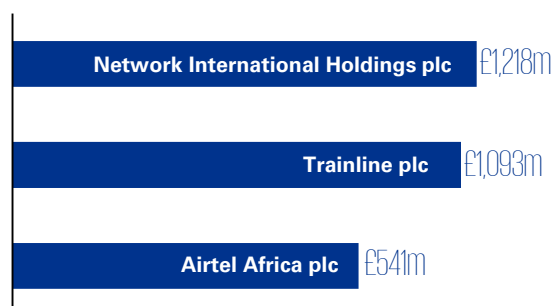 Network International Holdings plc £1,218m
Trainline plc £1,093m
Airtel Africa plc £541m